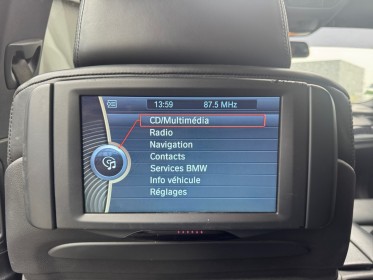 13:59 87.5 MHz
CD/Multimédia
Radio
Navigation
Contacts
Services BMW
Info véhicule
Réglages